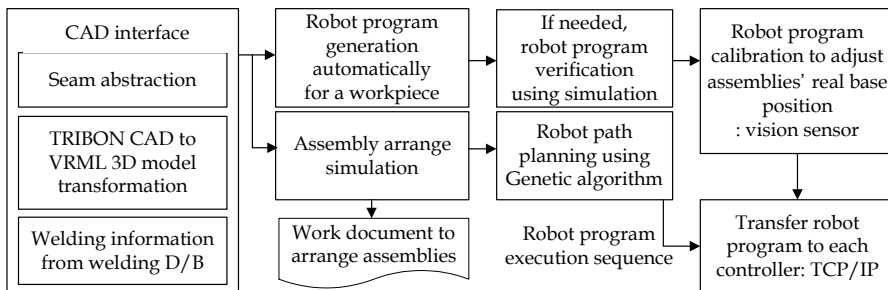 CAD interface
Seam abstraction
TRIBON CAD to
VRML 3D model
transformation
Welding information
from welding D/B
Robot program
generation
automatically
for a workpiece
If needed,
robot program
verification
using simulation
Robot program
calibration to adjust
assemblies' real base
position
: vision sensor
Assembly arrange
simulation
Robot path
planning using
Genetic algorithm
Work document to
arrange assemblies
Robot program
execution sequence
Transfer robot
program to each
controller: TCP/IP